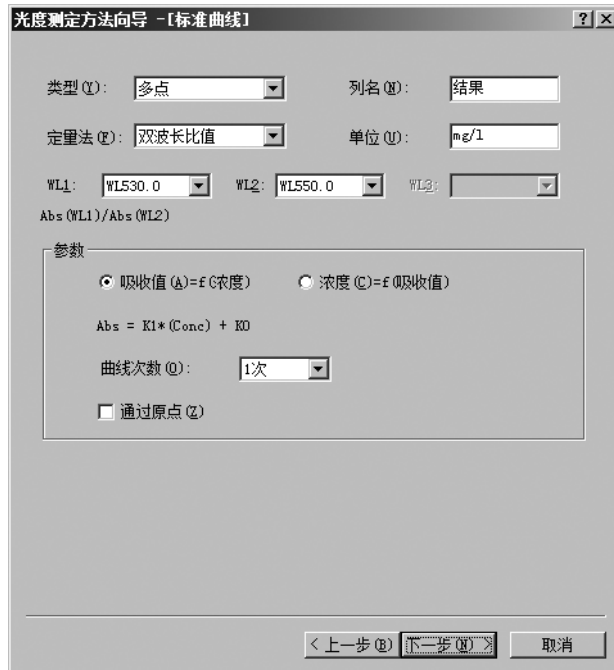 光度测定方法向导 -[标准曲线]
类型(Y): 多点 列名(N): 结果
定量法(F): 双波长比值 单位(U): mg/l
WL1: WL530.0 WL2: WL550.0 WL3:
Abs(WL1)/Abs(WL2)
参数
吸收值(A)=f(浓度) 浓度(C)=f(吸收值)
Abs = K1*(Conc) + K0
曲线次数(O): 1次
通过原点(Z)
< 上一步(B) 下一步(N) > 取消